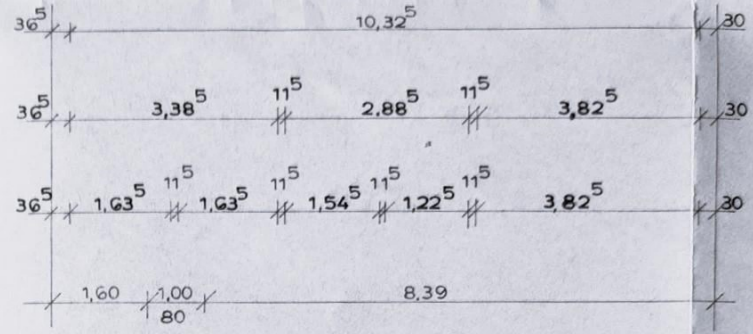 36⁵ 10,32⁵ 30
11⁵ 11⁵
36⁵ 3,38⁵ 2,88⁵ 3,82⁵ 30
11⁵ 11⁵ 11⁵ 11⁵
36⁵ 1,63⁵ 1,63⁵ 1,54⁵ 1,22⁵ 3,82⁵ 30
1,60 1,00 8,39
80